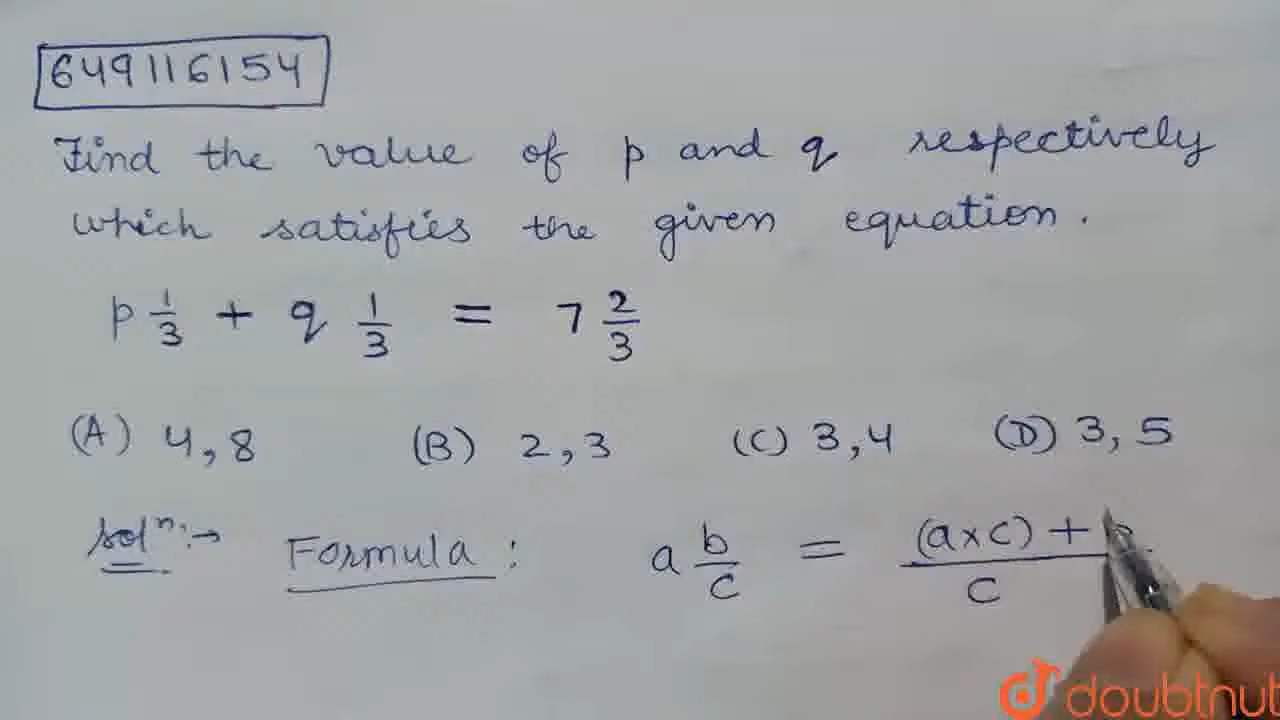 649116154
Find the value of p and q respectively
which satisfies the given equation.
p 1/3 + q 1/3 = 7 2/3
(A) 4, 8 (B) 2, 3 (C) 3, 4 (D) 3, 5
solⁿ:→ Formula : a b/c = (a×c) + b/c
doubtnut